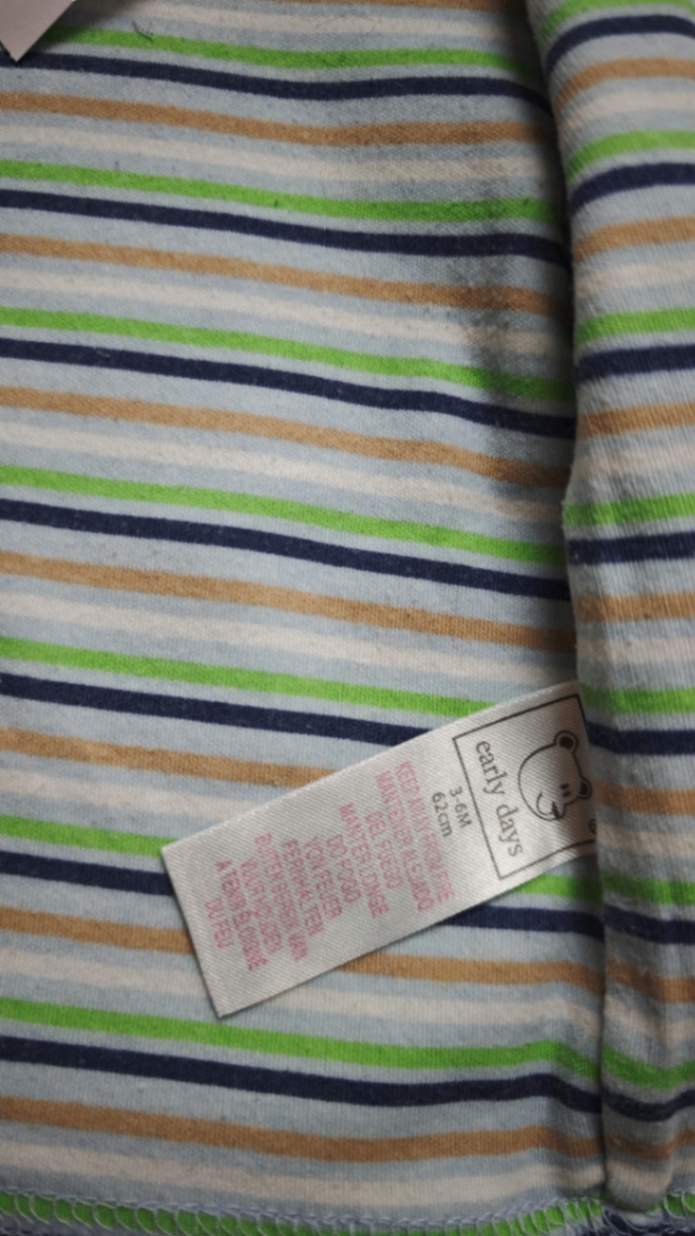 early days
®
3-6M
62cm
KEEP AWAY FROM FIRE
MANTENER ALEJADO
DEL FUEGO
MANTER LONGE
DO FOGO
VON FEUER
FERNHALTEN
BUITEN BEREIK VAN
VUUR HOUDEN
A TENIR ÉLOIGNÉ
DU FEU